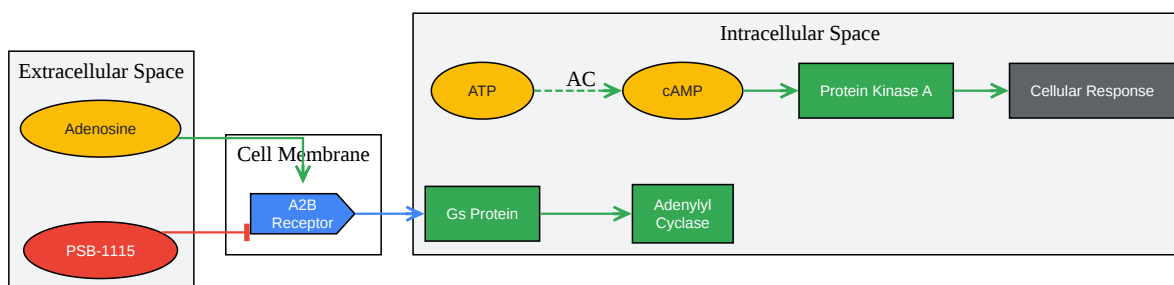 Extracellular Space
Adenosine
PSB-1115
Cell Membrane
A2B
Receptor
Intracellular Space
ATP
AC
cAMP
Protein Kinase A
Cellular Response
Gs Protein
Adenylyl
Cyclase